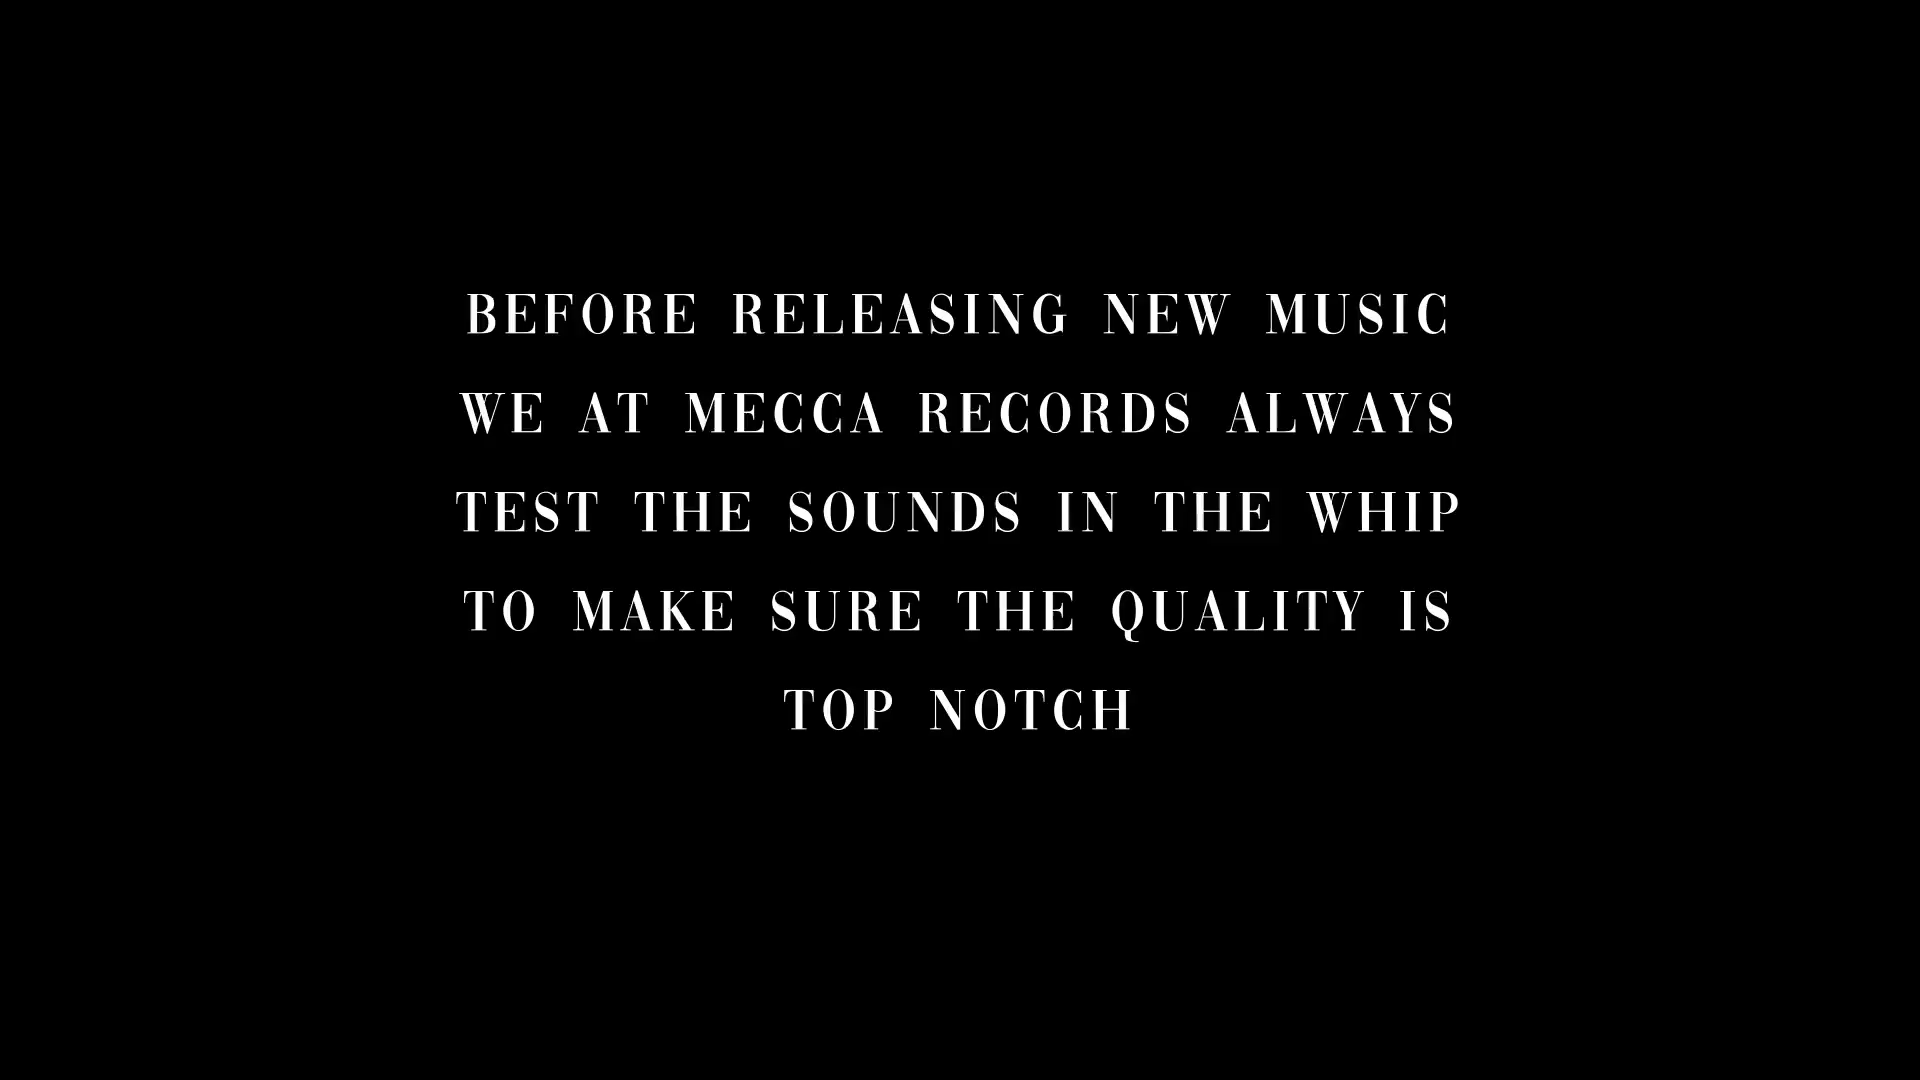 BEFORE RELEASING NEW MUSIC
WE AT MECCA RECORDS ALWAYS
TEST THE SOUNDS IN THE WHIP
TO MAKE SURE THE QUALITY IS
TOP NOTCH